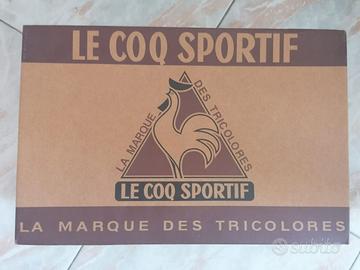 LE COQ SPORTIF
LA MARQUE DES TRICOLORES
LE COQ SPORTIF
LA MARQUE DES TRICOLORES
subito